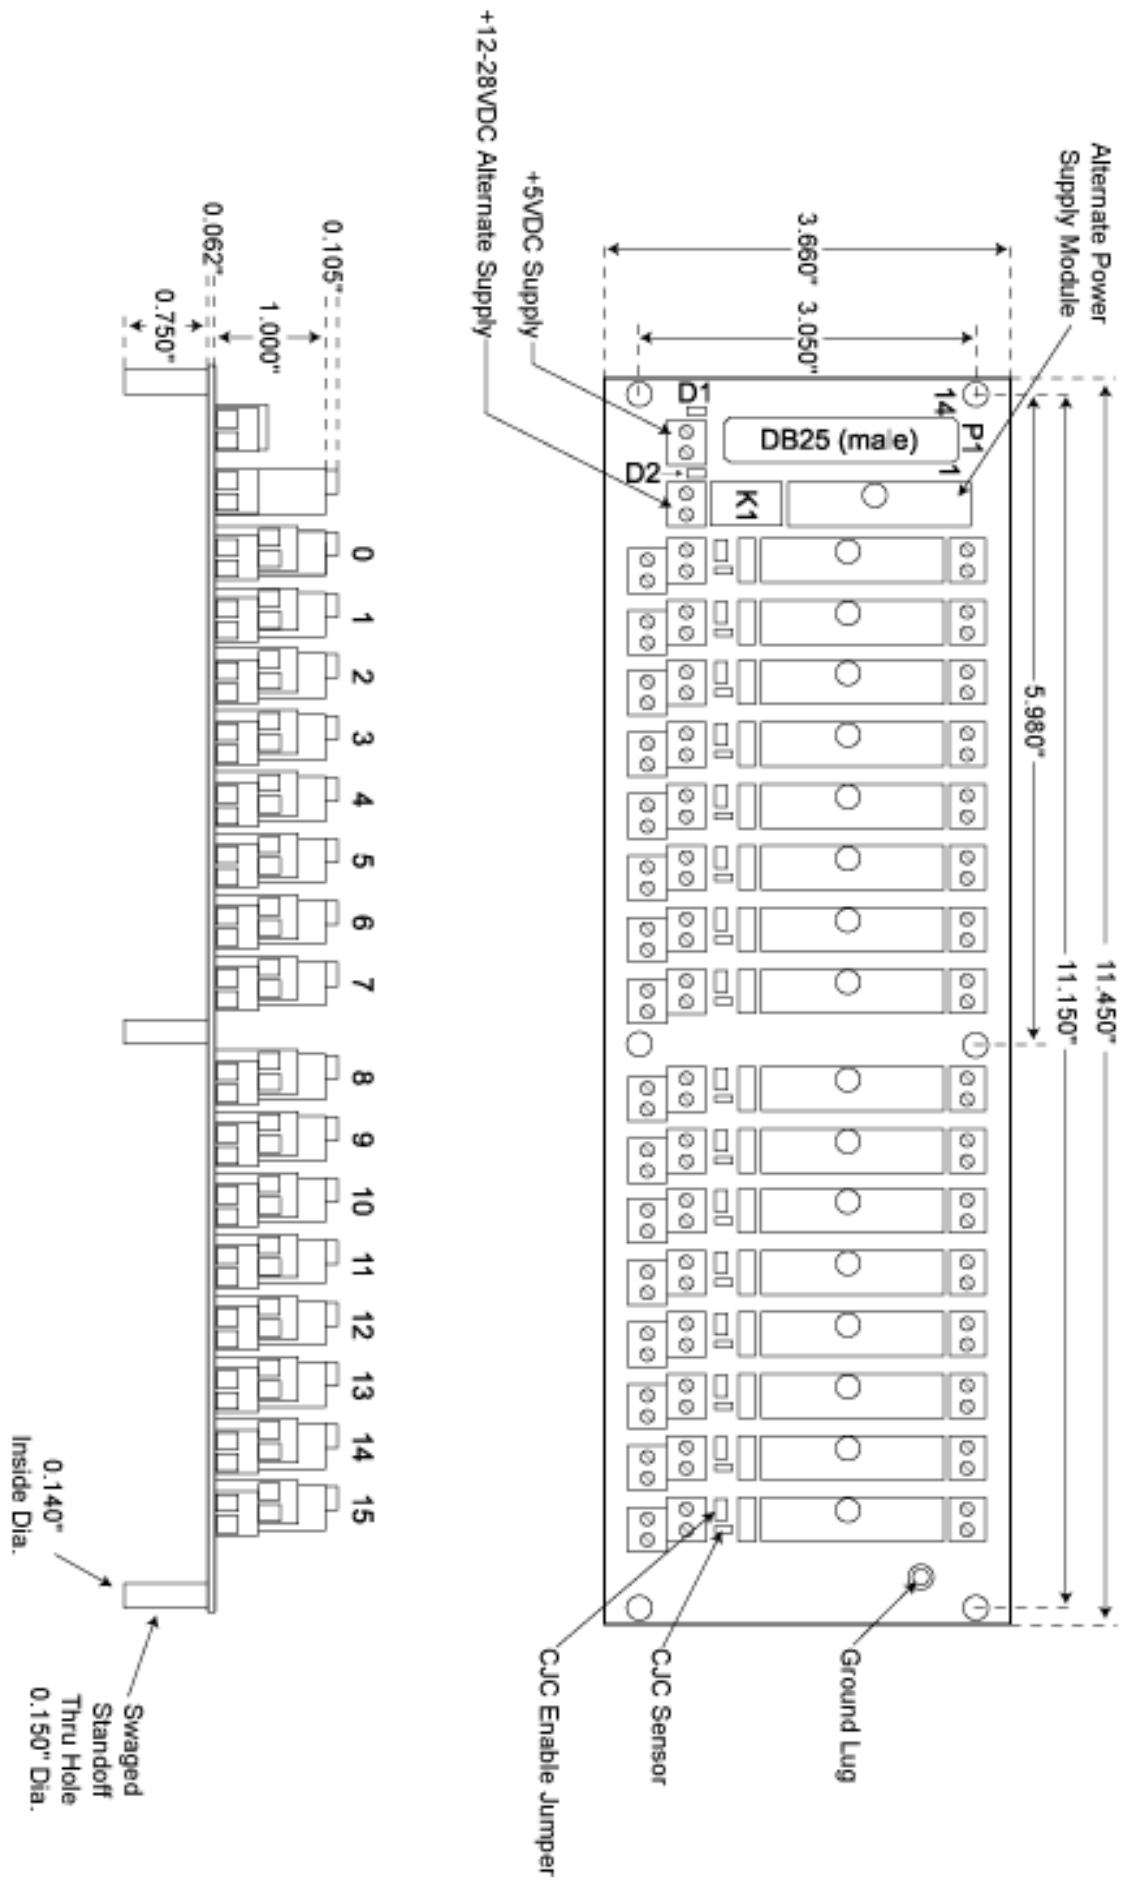 Alternate Power
Supply Module
+5VDC Supply
+12-28VDC Alternate Supply
11.450"
11.150"
5.980"
3.660"
3.050"
14
P1
1
DB25 (male)
D1
D2
K1
Ground Lug
CJC Sensor
CJC Enable Jumper
0
1
2
3
4
5
6
7
8
9
10
11
12
13
14
15
0.105"
1.000"
0.062"
0.750"
0.140"
Inside Dia.
Swaged
Standoff
Thru Hole
0.150" Dia.